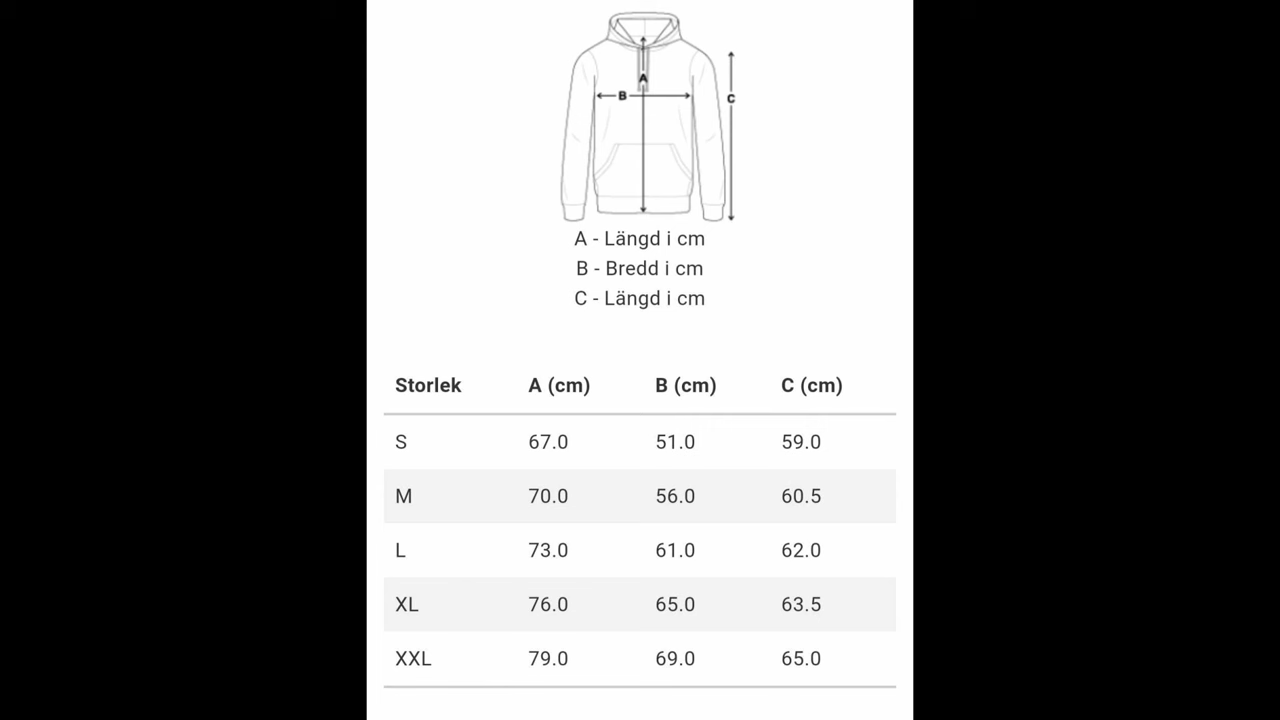 A
B
C
A - Längd i cm
B - Bredd i cm
C - Längd i cm
Storlek A (cm) B (cm) C (cm)
S 67.0 51.0 59.0
M 70.0 56.0 60.5
L 73.0 61.0 62.0
XL 76.0 65.0 63.5
XXL 79.0 69.0 65.0